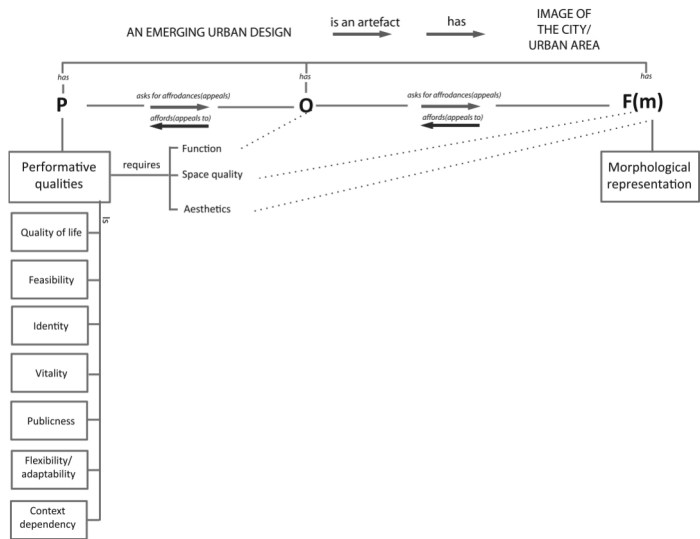 AN EMERGING URBAN DESIGN
is an artefact
has
IMAGE OF
THE CITY/
URBAN AREA
has
has
has
P
asks for affrodances(appeals)
affords(appeals to)
O
asks for affrodances(appeals)
affords(appeals to)
F(m)
Performative
qualities
requires
Function
Space quality
Aesthetics
Morphological
representation
Is
Quality of life
Feasibility
Identity
Vitality
Publicness
Flexibility/
adaptability
Context
dependency